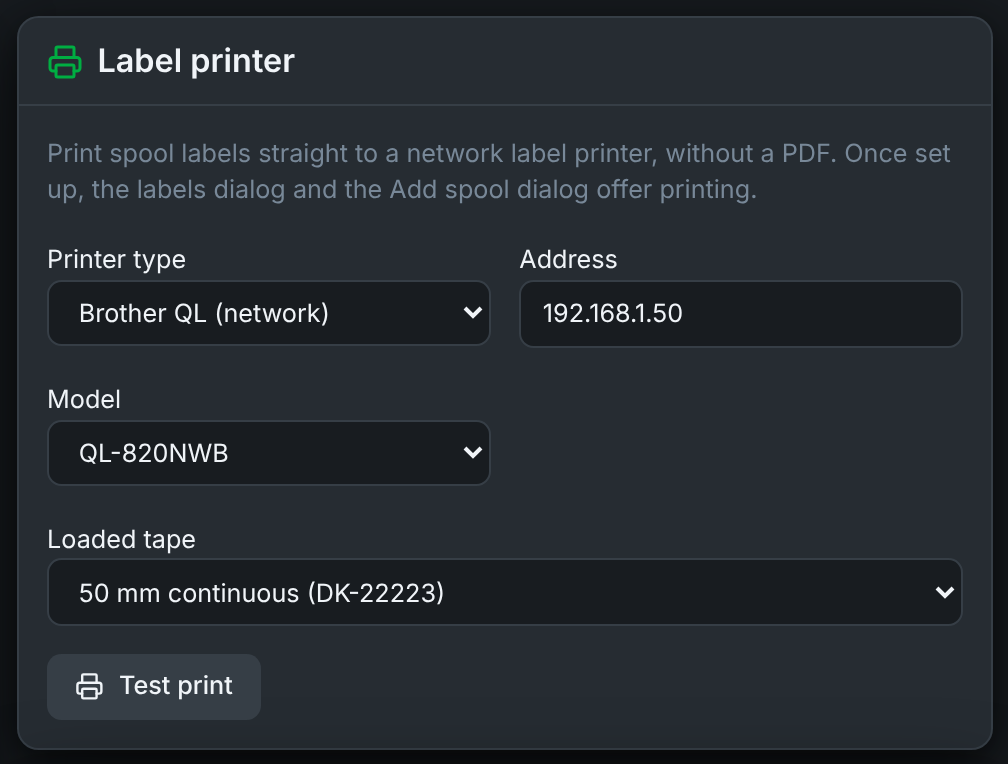 Label printer
Print spool labels straight to a network label printer, without a PDF. Once set
up, the labels dialog and the Add spool dialog offer printing.
Printer type
Address
Brother QL (network)
192.168.1.50
Model
QL-820NWB
Loaded tape
50 mm continuous (DK-22223)
Test print